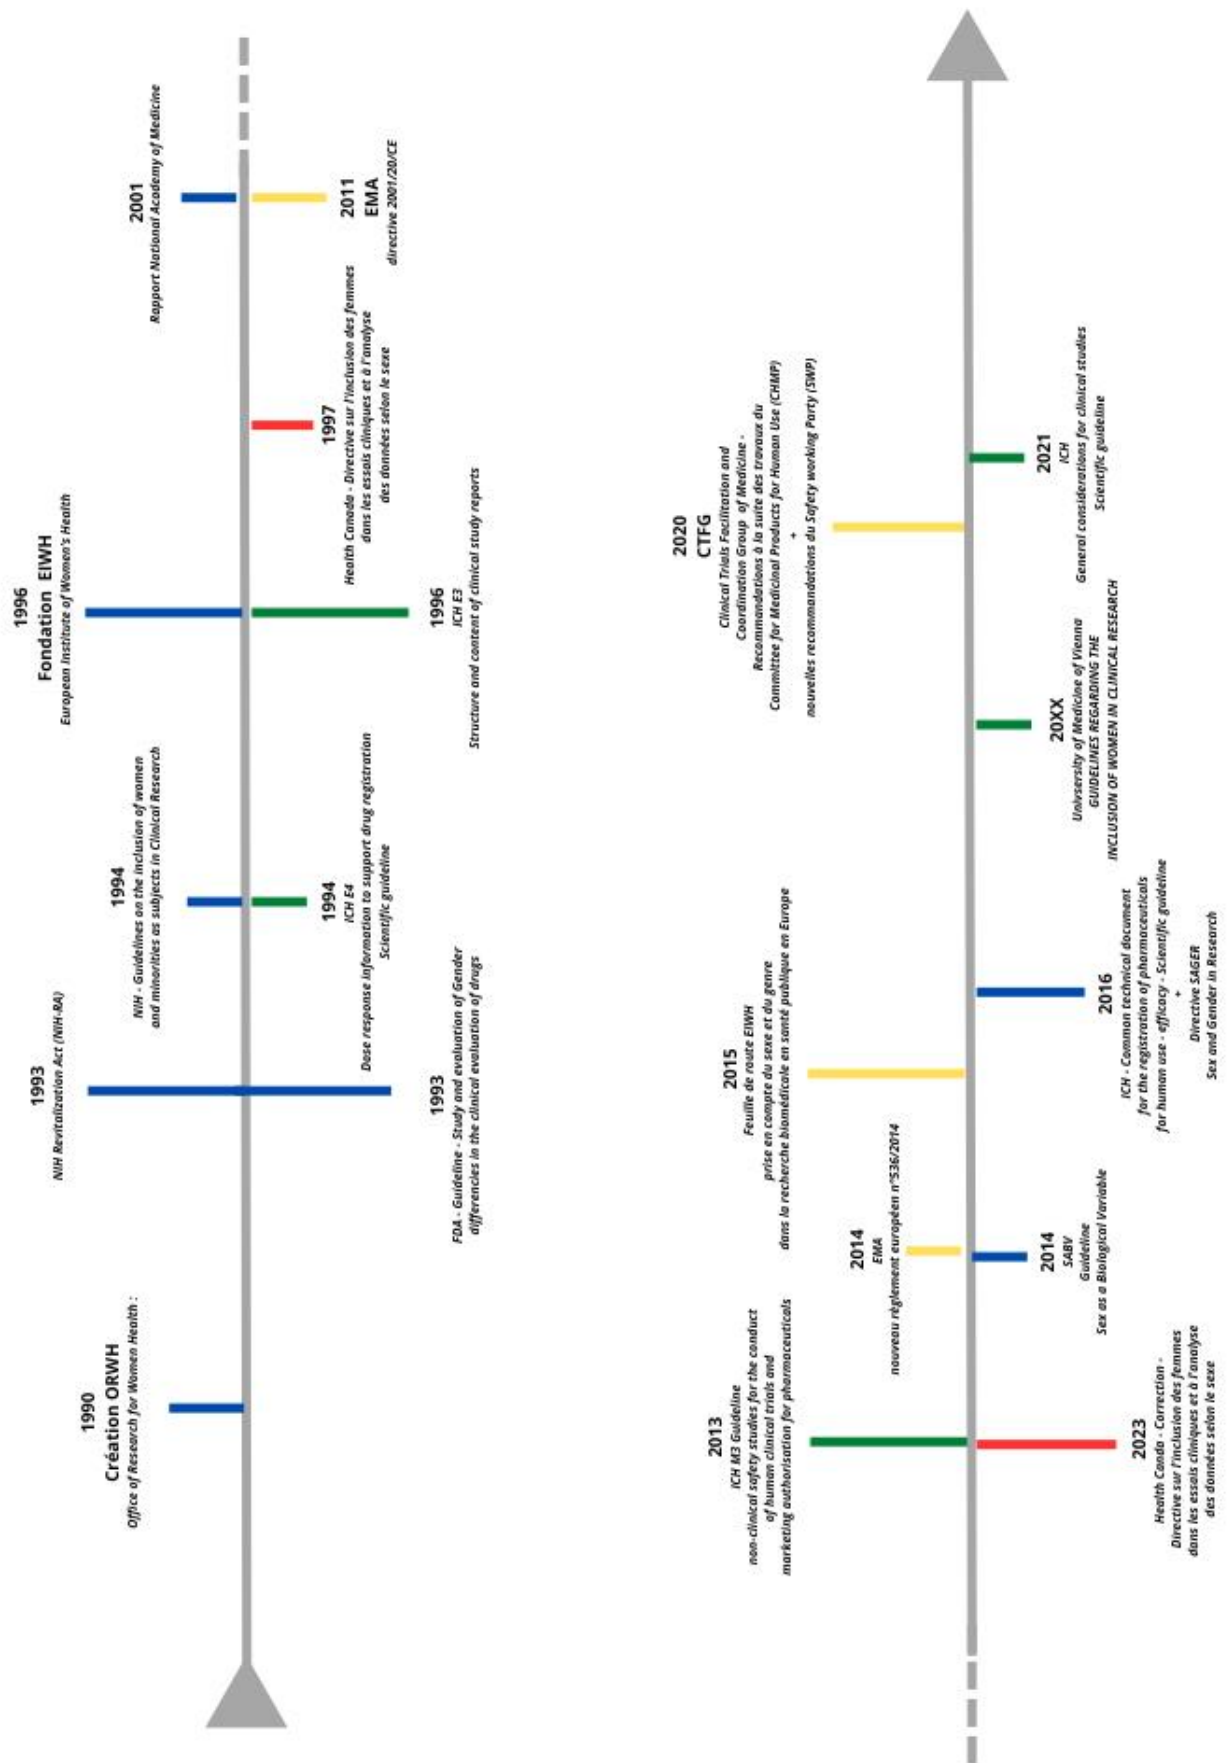 1990
Création ORWH
Office of Research for Women Health :
1993
NIH Revitalization Act (NIH-RA)
1993
FDA - Guideline - Study and evaluation of Gender
differencies in the clinical evaluation of drugs
1994
NIH - Guidelines on the inclusion of women
and minorities as subjects in Clinical Research
1994
ICH E4
Dose response information to support drug registration
Scientific guideline
1996
Fondation EIWH
European Institute of Women's Health
1996
ICH E3
Structure and content of clinical study reports
1997
Health Canada - Directive sur l'inclusion des femmes
dans les essais cliniques et à l'analyse
des données selon le sexe
2001
Rapport National Academy of Medicine
2011
EMA
directive 2001/20/CE
2013
ICH M3 Guideline
non-clinical safety studies for the conduct
of human clinical trials and
marketing authorisation for pharmaceuticals
2023
Health Canda - Correction -
Directive sur l'inclusion des femmes
dans les essais cliniques et à l'analyse
des données selon le sexe
2014
EMA
nouveau règlement européen n°536/2014
2014
SABV
Guideline
Sex as a Biological Variable
2015
Feuille de route EIWH
prise en compte du sexe et du genre
dans la recherche biomédicale en santé publique en Europe
2016
ICH - Common technical document
for the registration of pharmaceuticals
for human use - efficacy - Scientific guideline
+
Directive SAGER
Sex and Gender in Research
20XX
Univsersity of Medicine of Vienna
GUIDELINES REGARDING THE
INCLUSION OF WOMEN IN CLINICAL RESEARCH
2020
CTFG
Clinical Trials Facilitation and
Coordination Group of Medicine -
Recommandations à la suite des travaux du
Committee for Medicinal Products for Human Use (CHMP)
+
nouvelles recommandations du Safety working Party (SWP)
2021
ICH
General considerations for clinical studies
Scientific guideline